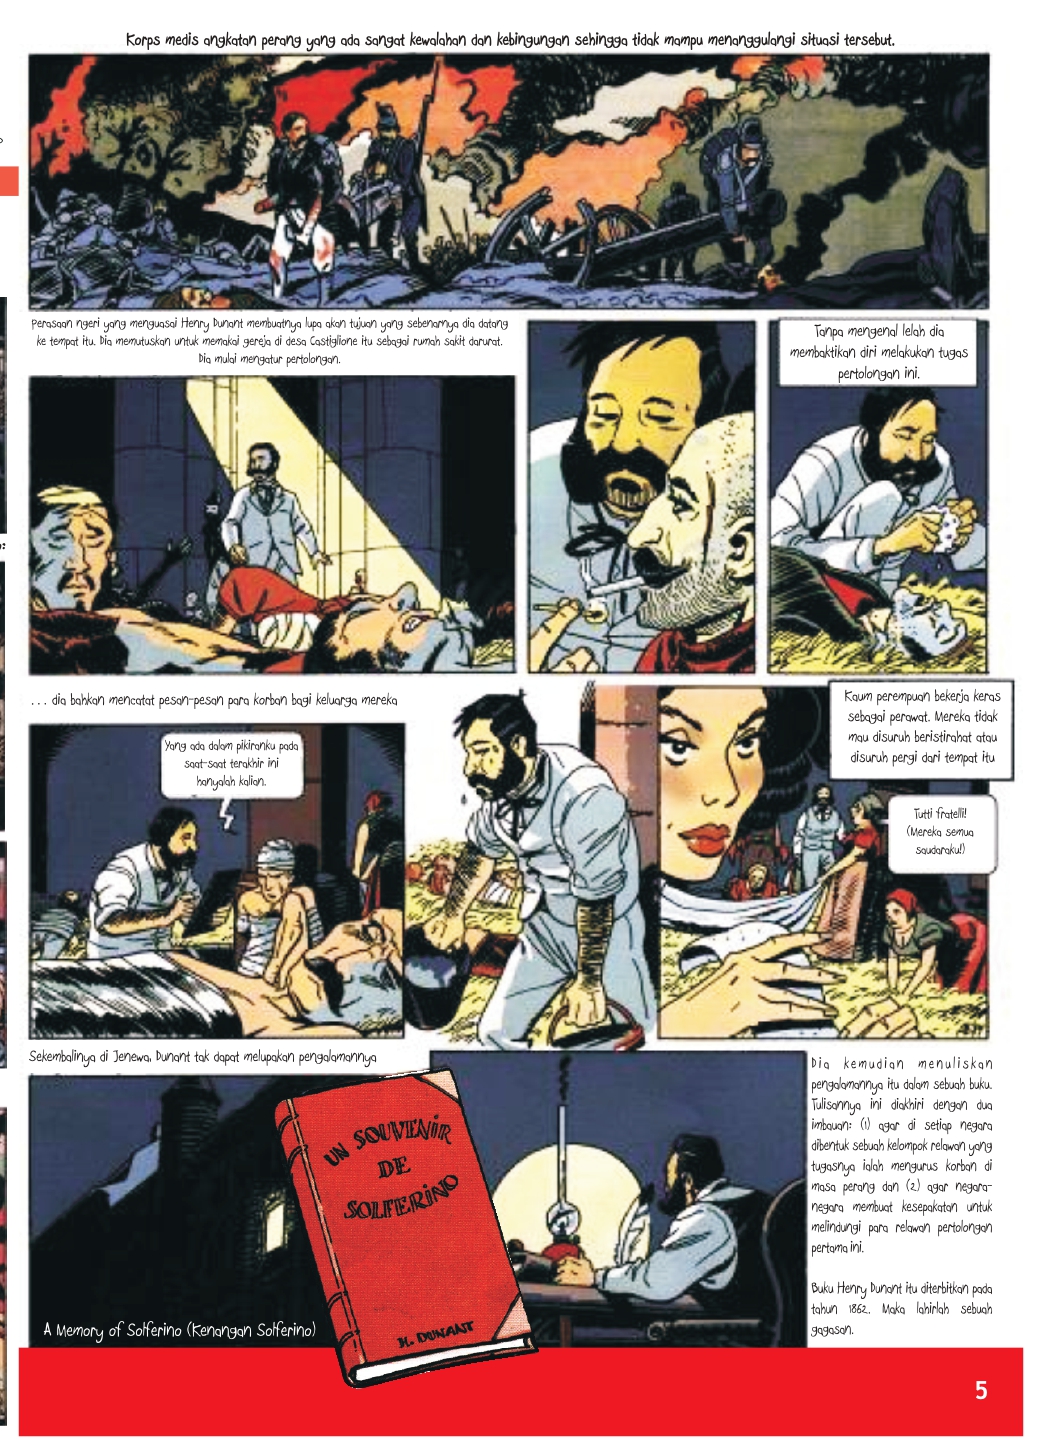 Korps medis angkatan perang yang ada sangat kewalahan dan kebingungan sehingga tidak mampu menanggulangi situasi tersebut.
Perasaan ngeri yang menguasai Henry Dunant membuatnya lupa akan tujuan yang sebenarnya dia datang
ke tempat itu. Dia memutuskan untuk memakai gereja di desa Castiglione itu sebagai rumah sakit darurat.
Dia mulai mengatur pertolongan.
Tanpa mengenal lelah dia
membaktikan diri melakukan tugas
pertolongan ini.
. . . dia bahkan mencatat pesan-pesan para korban bagi keluarga mereka
Yang ada dalam pikiranku pada
saat-saat terakhir ini
hanyalah kalian.
Kaum perempuan bekerja keras
sebagai perawat. Mereka tidak
mau disuruh beristirahat atau
disuruh pergi dari tempat itu
Tutti fratelli!
(Mereka semua
saudaraku!)
Sekembalinya di Jenewa, Dunant tak dapat melupakan pengalamannya
UN SOUVENIR
DE
SOLFERINO
H. DUNANT
A Memory of Solferino (Kenangan Solferino)
Dia kemudian menuliskan
pengalamannya itu dalam sebuah buku.
Tulisannya ini diakhiri dengan dua
imbauan: (1) agar di setiap negara
dibentuk sebuah kelompok relawan yang
tugasnya ialah mengurus korban di
masa perang dan (2) agar negara-
negara membuat kesepakatan untuk
melindungi para relawan pertolongan
pertama ini.
Buku Henry Dunant itu diterbitkan pada
tahun 1862. Maka lahirlah sebuah
gagasan.
5